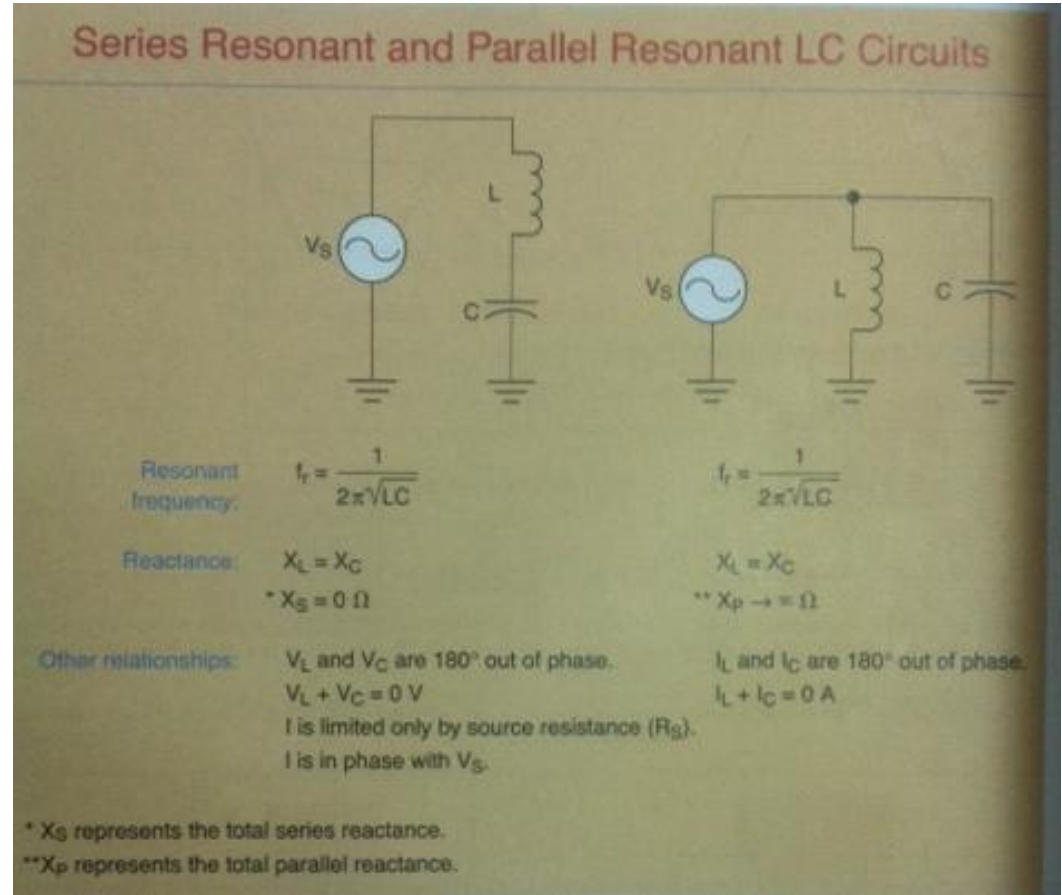 Series Resonant and Parallel Resonant LC Circuits
L
Vs
C
Vs
L
C
Resonant frequency:
fr = 1 / 2π√LC
fr = 1 / 2π√LC
Reactance:
XL = XC
*XS = 0 Ω
XL = XC
**XP → ∞ Ω
Other relationships:
VL and VC are 180° out of phase.
VL + VC = 0 V
I is limited only by source resistance (RS).
I is in phase with VS.
IL and IC are 180° out of phase.
IL + IC = 0 A
* XS represents the total series reactance.
**XP represents the total parallel reactance.